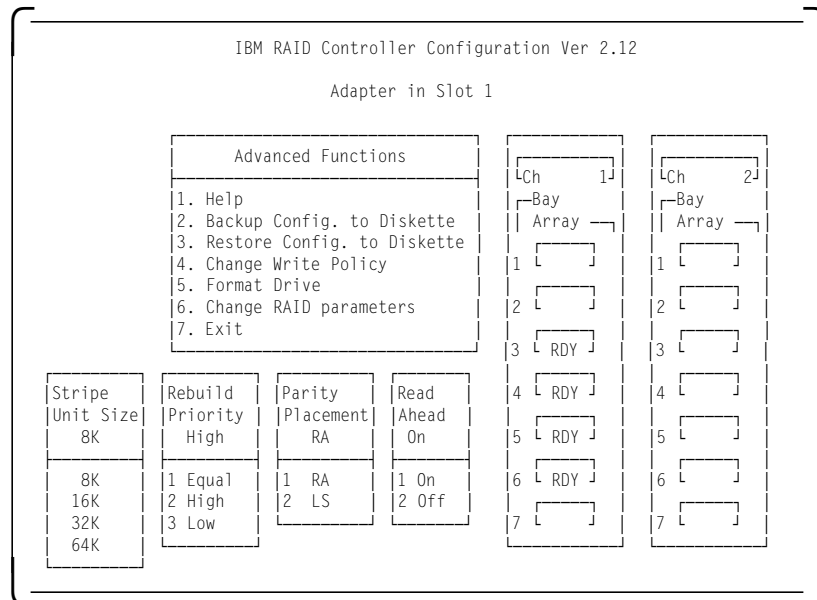 IBM RAID Controller Configuration Ver 2.12
Adapter in Slot 1
Advanced Functions
1. Help
2. Backup Config. to Diskette
3. Restore Config. to Diskette
4. Change Write Policy
5. Format Drive
6. Change RAID parameters
7. Exit
Ch 1
Bay
Array
1
2
3 RDY
4 RDY
5 RDY
6 RDY
7
Ch 2
Bay
Array
1
2
3
4
5
6
7
Stripe
Unit Size
8K
8K
16K
32K
64K
Rebuild
Priority
High
1 Equal
2 High
3 Low
Parity
Placement
RA
1 RA
2 LS
Read
Ahead
On
1 On
2 Off